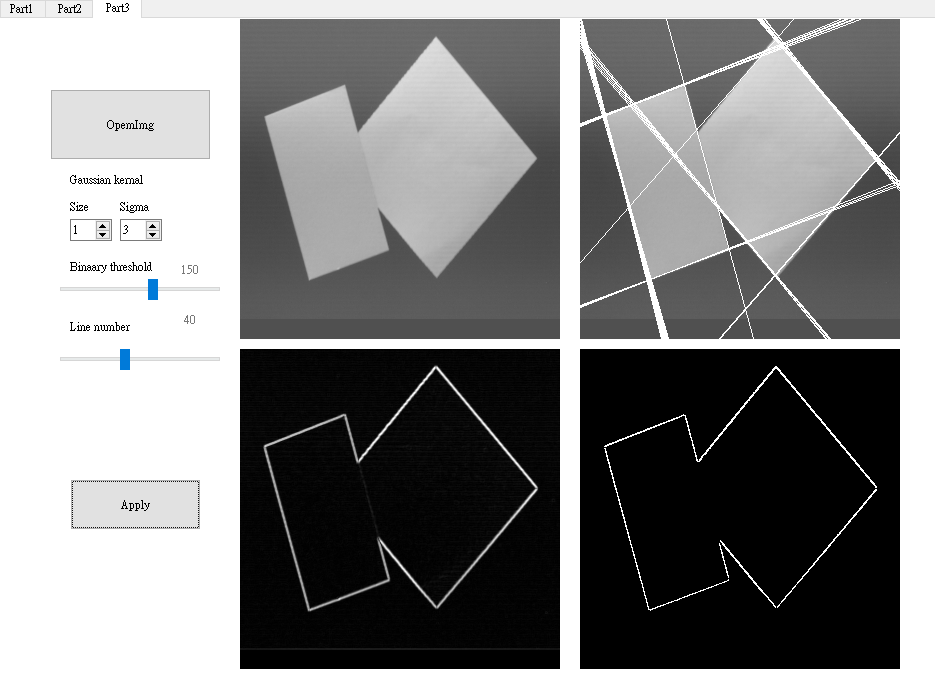 Part1 Part2 Part3
OpemImg
Gaussian kernal
Size Sigma
1 3
Binaary threshold 150
Line number 40
Apply